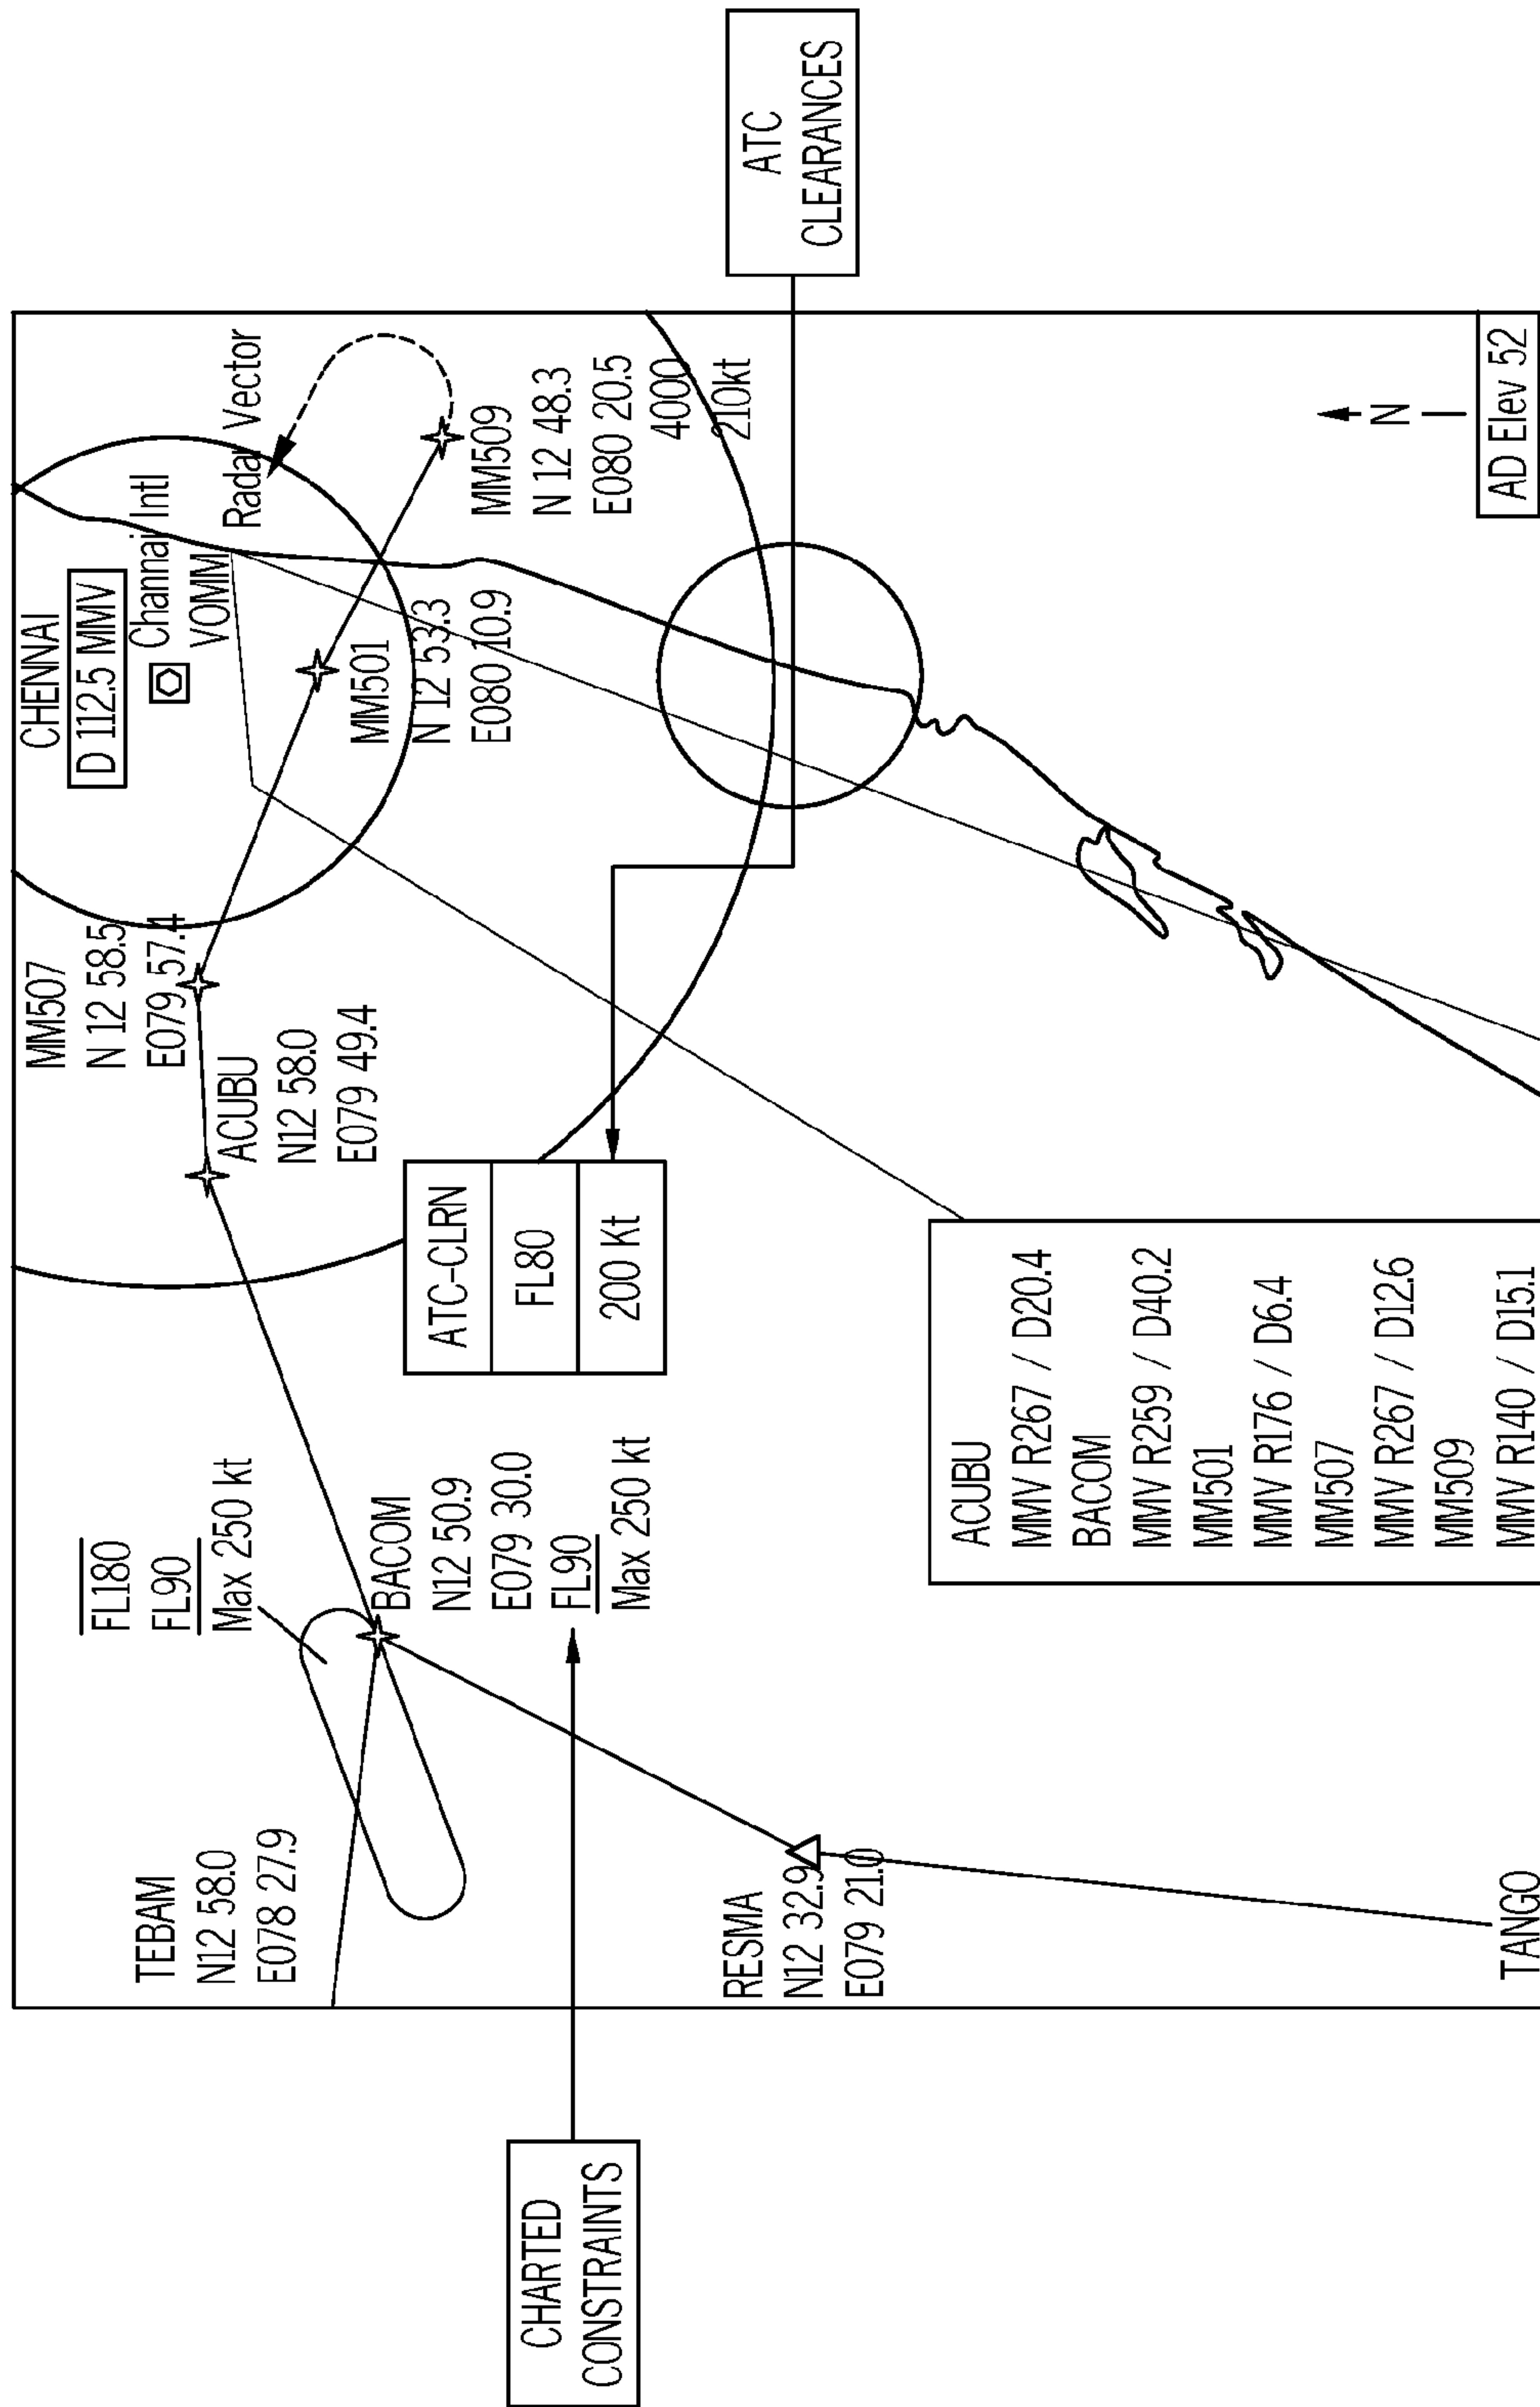 CHENNAI
D 112.5 MMV
Channai Intl
VOMM
Radar Vector
MM507
N 12 58.5
E079 57.4
ACUBU
N12 58.0
E079 49.4
MM501
N 12 53.3
E080 10.9
MM509
N 12 48.3
E080 20.5
4000
210kt
FL180
FL90
Max 250 kt
BACOM
N12 50.9
E079 30.0
FL90
Max 250 kt
TEBAM
N12 58.0
E078 27.9
ATC-CLRN
FL80
200 Kt
ATC
CLEARANCES
CHARTED
CONSTRAINTS
RESMA
N12 32.9
E079 21.0
ACUBU
MMV R267 / D20.4
BACOM
MMV R259 / D40.2
MM501
MMV R176 / D6.4
MM507
MMV R267 / D12.6
MM509
MMV R140 / D15.1
N
AD Elev 52
TANGO